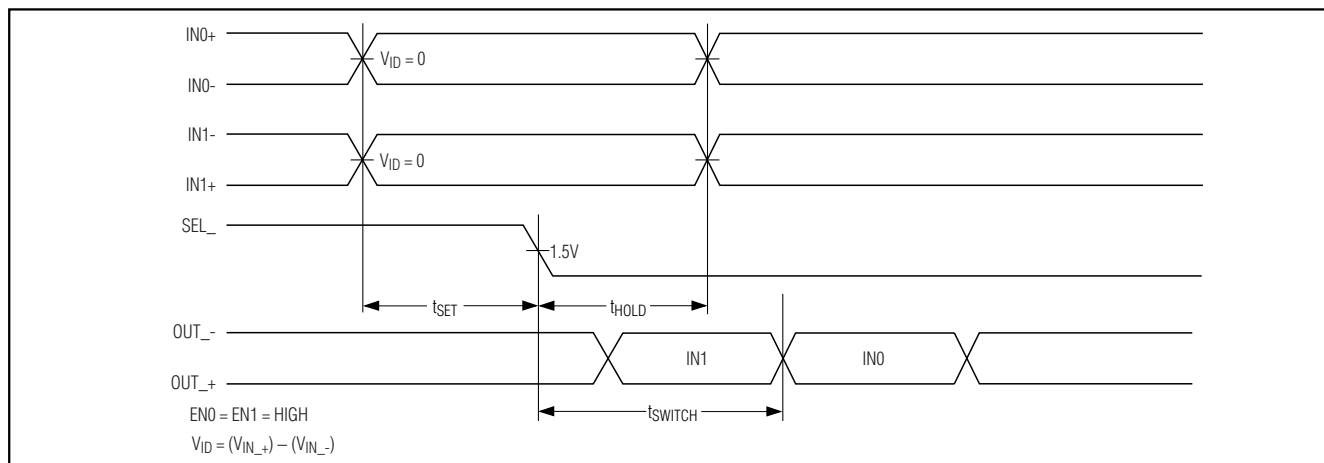 IN0+
V_ID = 0
IN0-
IN1-
V_ID = 0
IN1+
SEL_
1.5V
t_SET t_HOLD
OUT_-
IN1 IN0
OUT_+
t_SWITCH
EN0 = EN1 = HIGH
V_ID = (V_IN_+) – (V_IN_-)